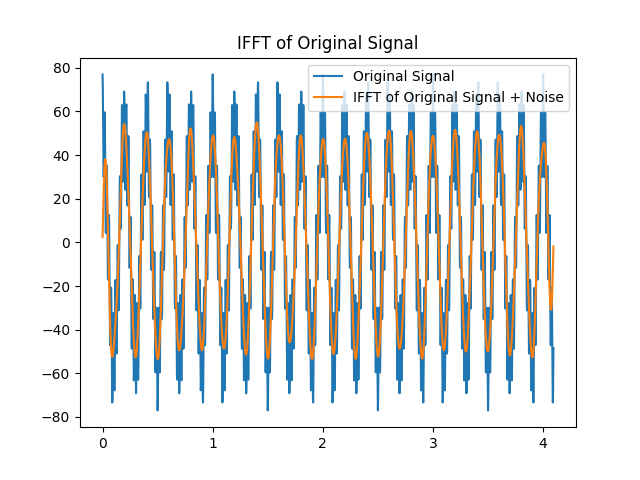 IFFT of Original Signal
Original Signal
IFFT of Original Signal + Noise
80
60
40
20
0
−20
−40
−60
−80
0 1 2 3 4